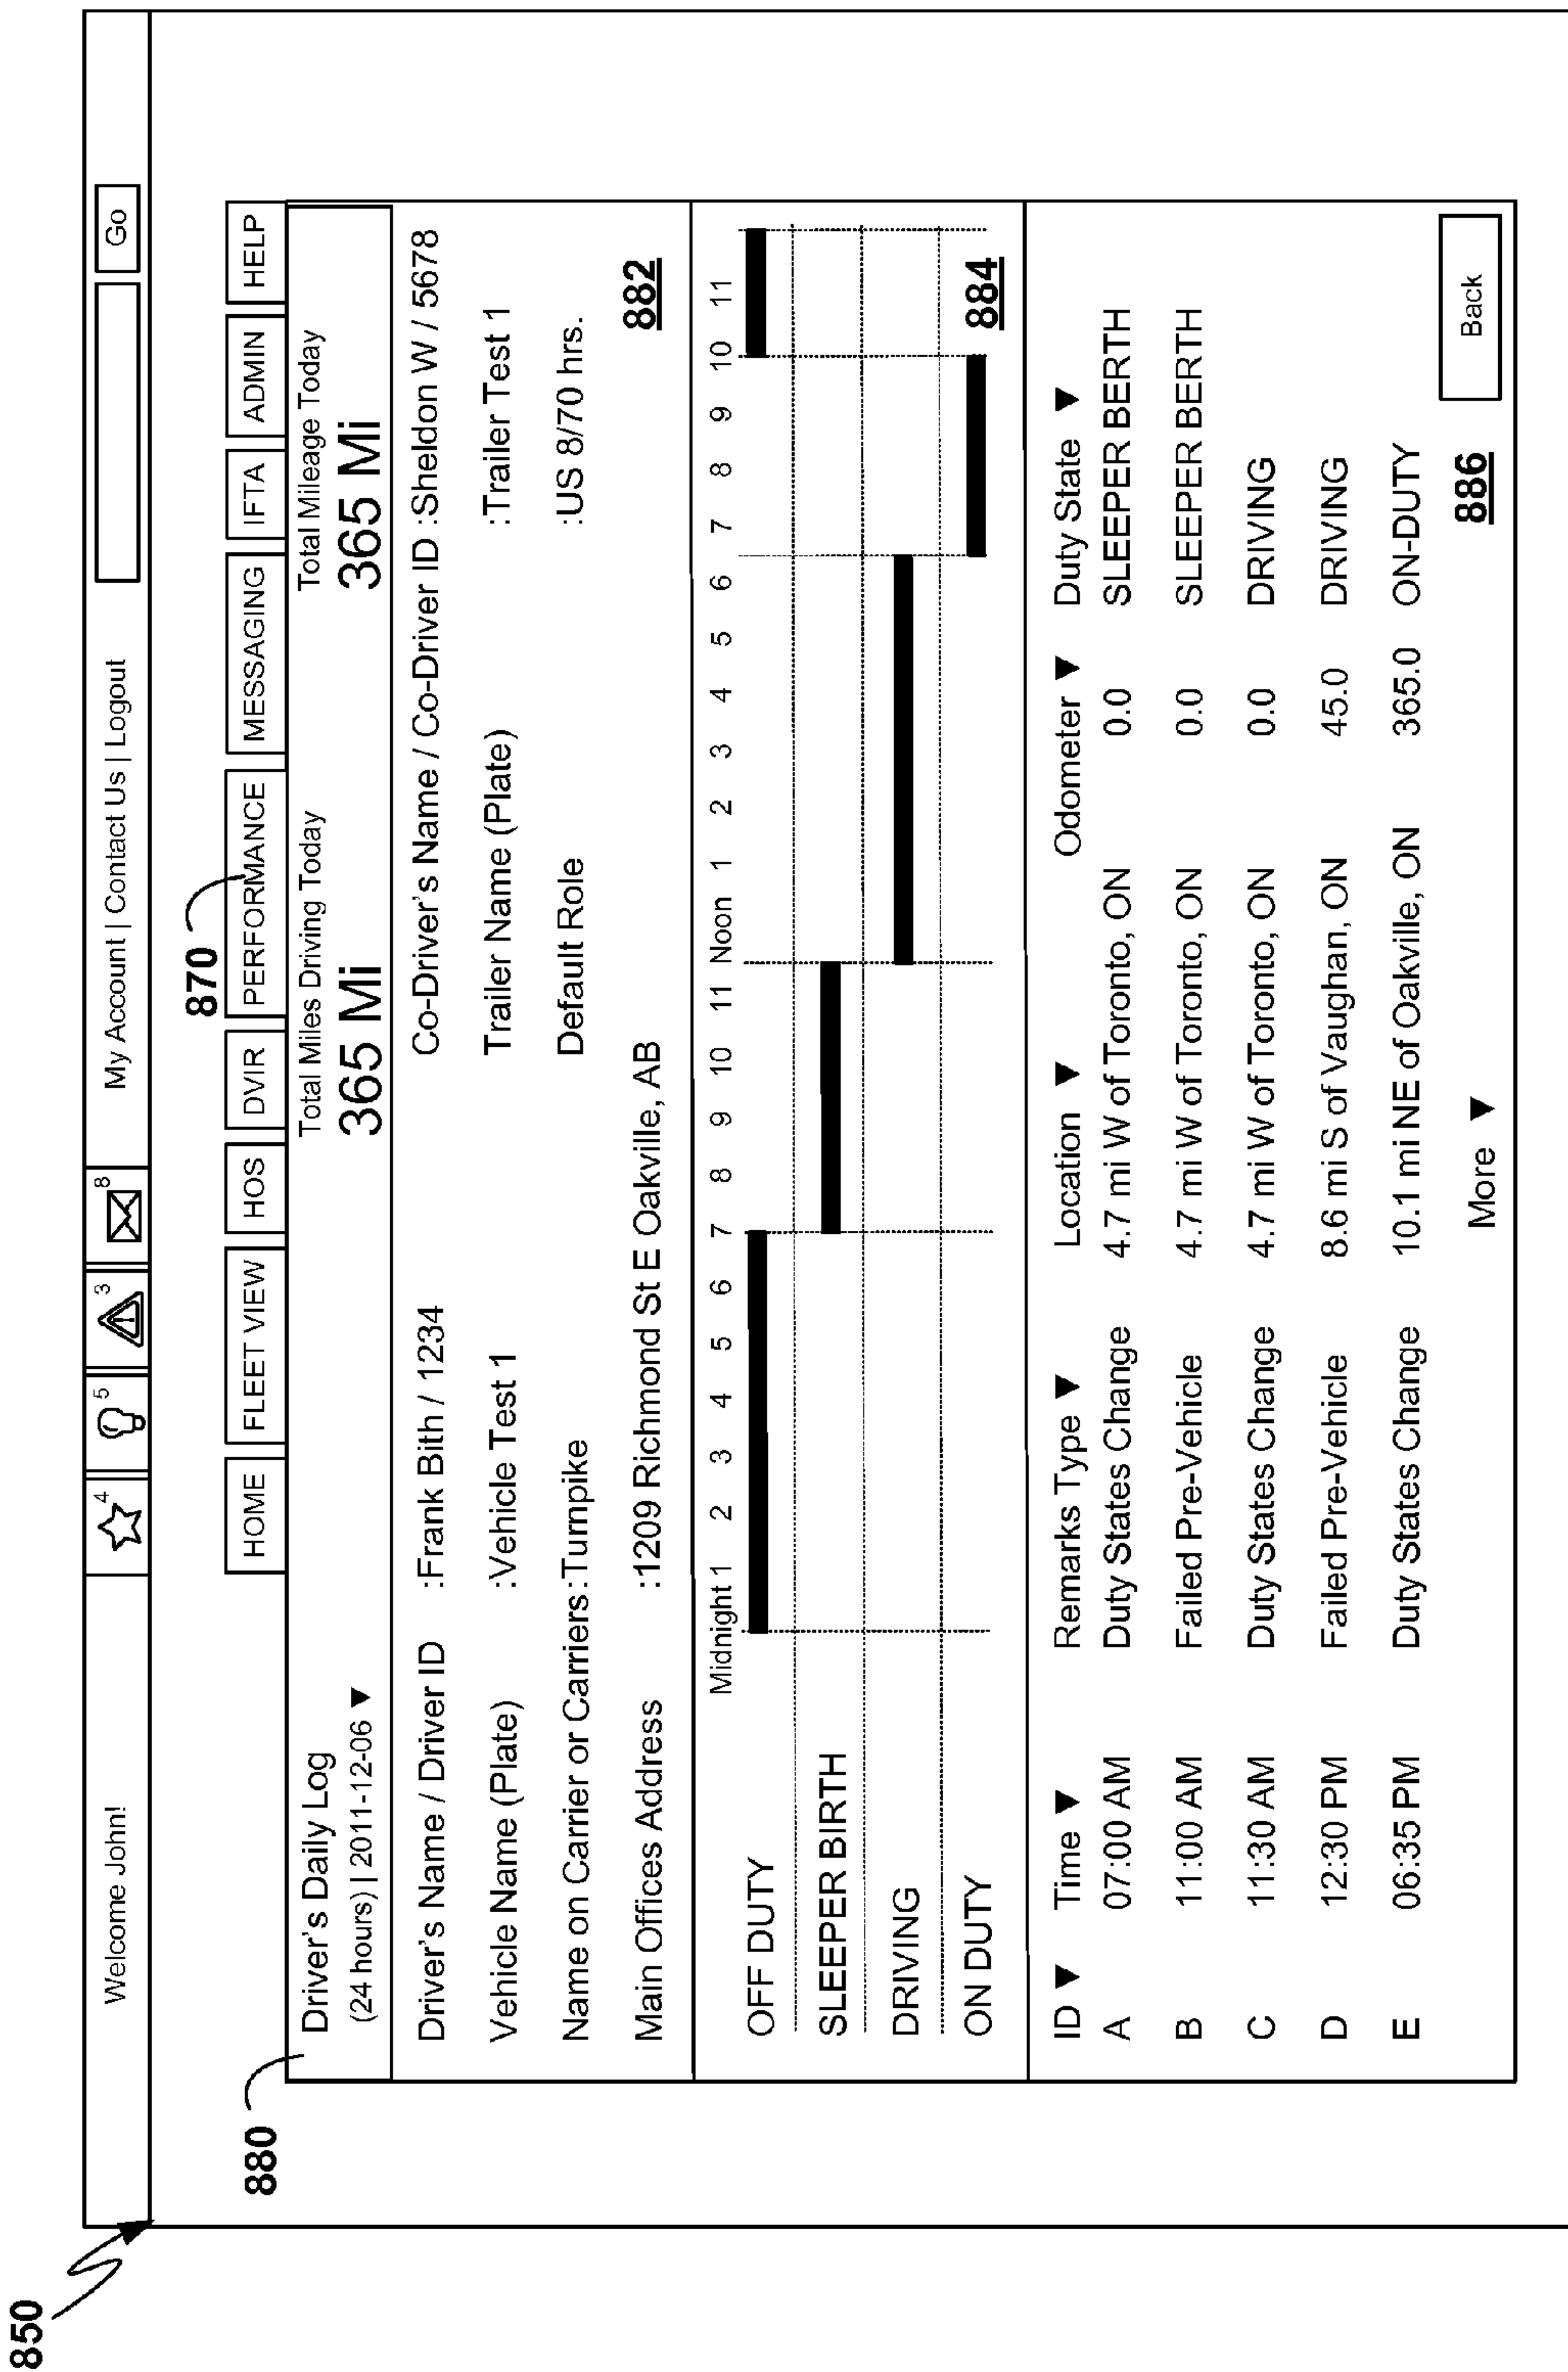 850
Welcome John!
4
5
3
8
My Account | Contact Us | Logout
Go
870
HOME
FLEET VIEW
HOS
DVIR
PERFORMANCE
MESSAGING
IFTA
ADMIN
HELP
880
Driver's Daily Log
(24 hours) | 2011-12-06 ▼
Total Miles Driving Today
365 Mi
Total Mileage Today
365 Mi
Driver's Name / Driver ID :Frank Bith / 1234 Co-Driver's Name / Co-Driver ID :Sheldon W / 5678
Vehicle Name (Plate) :Vehicle Test 1 Trailer Name (Plate) :Trailer Test 1
Name on Carrier or Carriers:Turnpike Default Role :US 8/70 hrs.
Main Offices Address :1209 Richmond St E Oakville, AB
882
Midnight 1 2 3 4 5 6 7 8 9 10 11 Noon 1 2 3 4 5 6 7 8 9 10 11
OFF DUTY
SLEEPER BIRTH
DRIVING
ON DUTY
884
ID ▼ Time ▼ Remarks Type ▼ Location ▼ Odometer ▼ Duty State ▼
A 07:00 AM Duty States Change 4.7 mi W of Toronto, ON 0.0 SLEEPER BERTH
B 11:00 AM Failed Pre-Vehicle 4.7 mi W of Toronto, ON 0.0 SLEEPER BERTH
C 11:30 AM Duty States Change 4.7 mi W of Toronto, ON 0.0 DRIVING
D 12:30 PM Failed Pre-Vehicle 8.6 mi S of Vaughan, ON 45.0 DRIVING
E 06:35 PM Duty States Change 10.1 mi NE of Oakville, ON 365.0 ON-DUTY
More ▼
886
Back